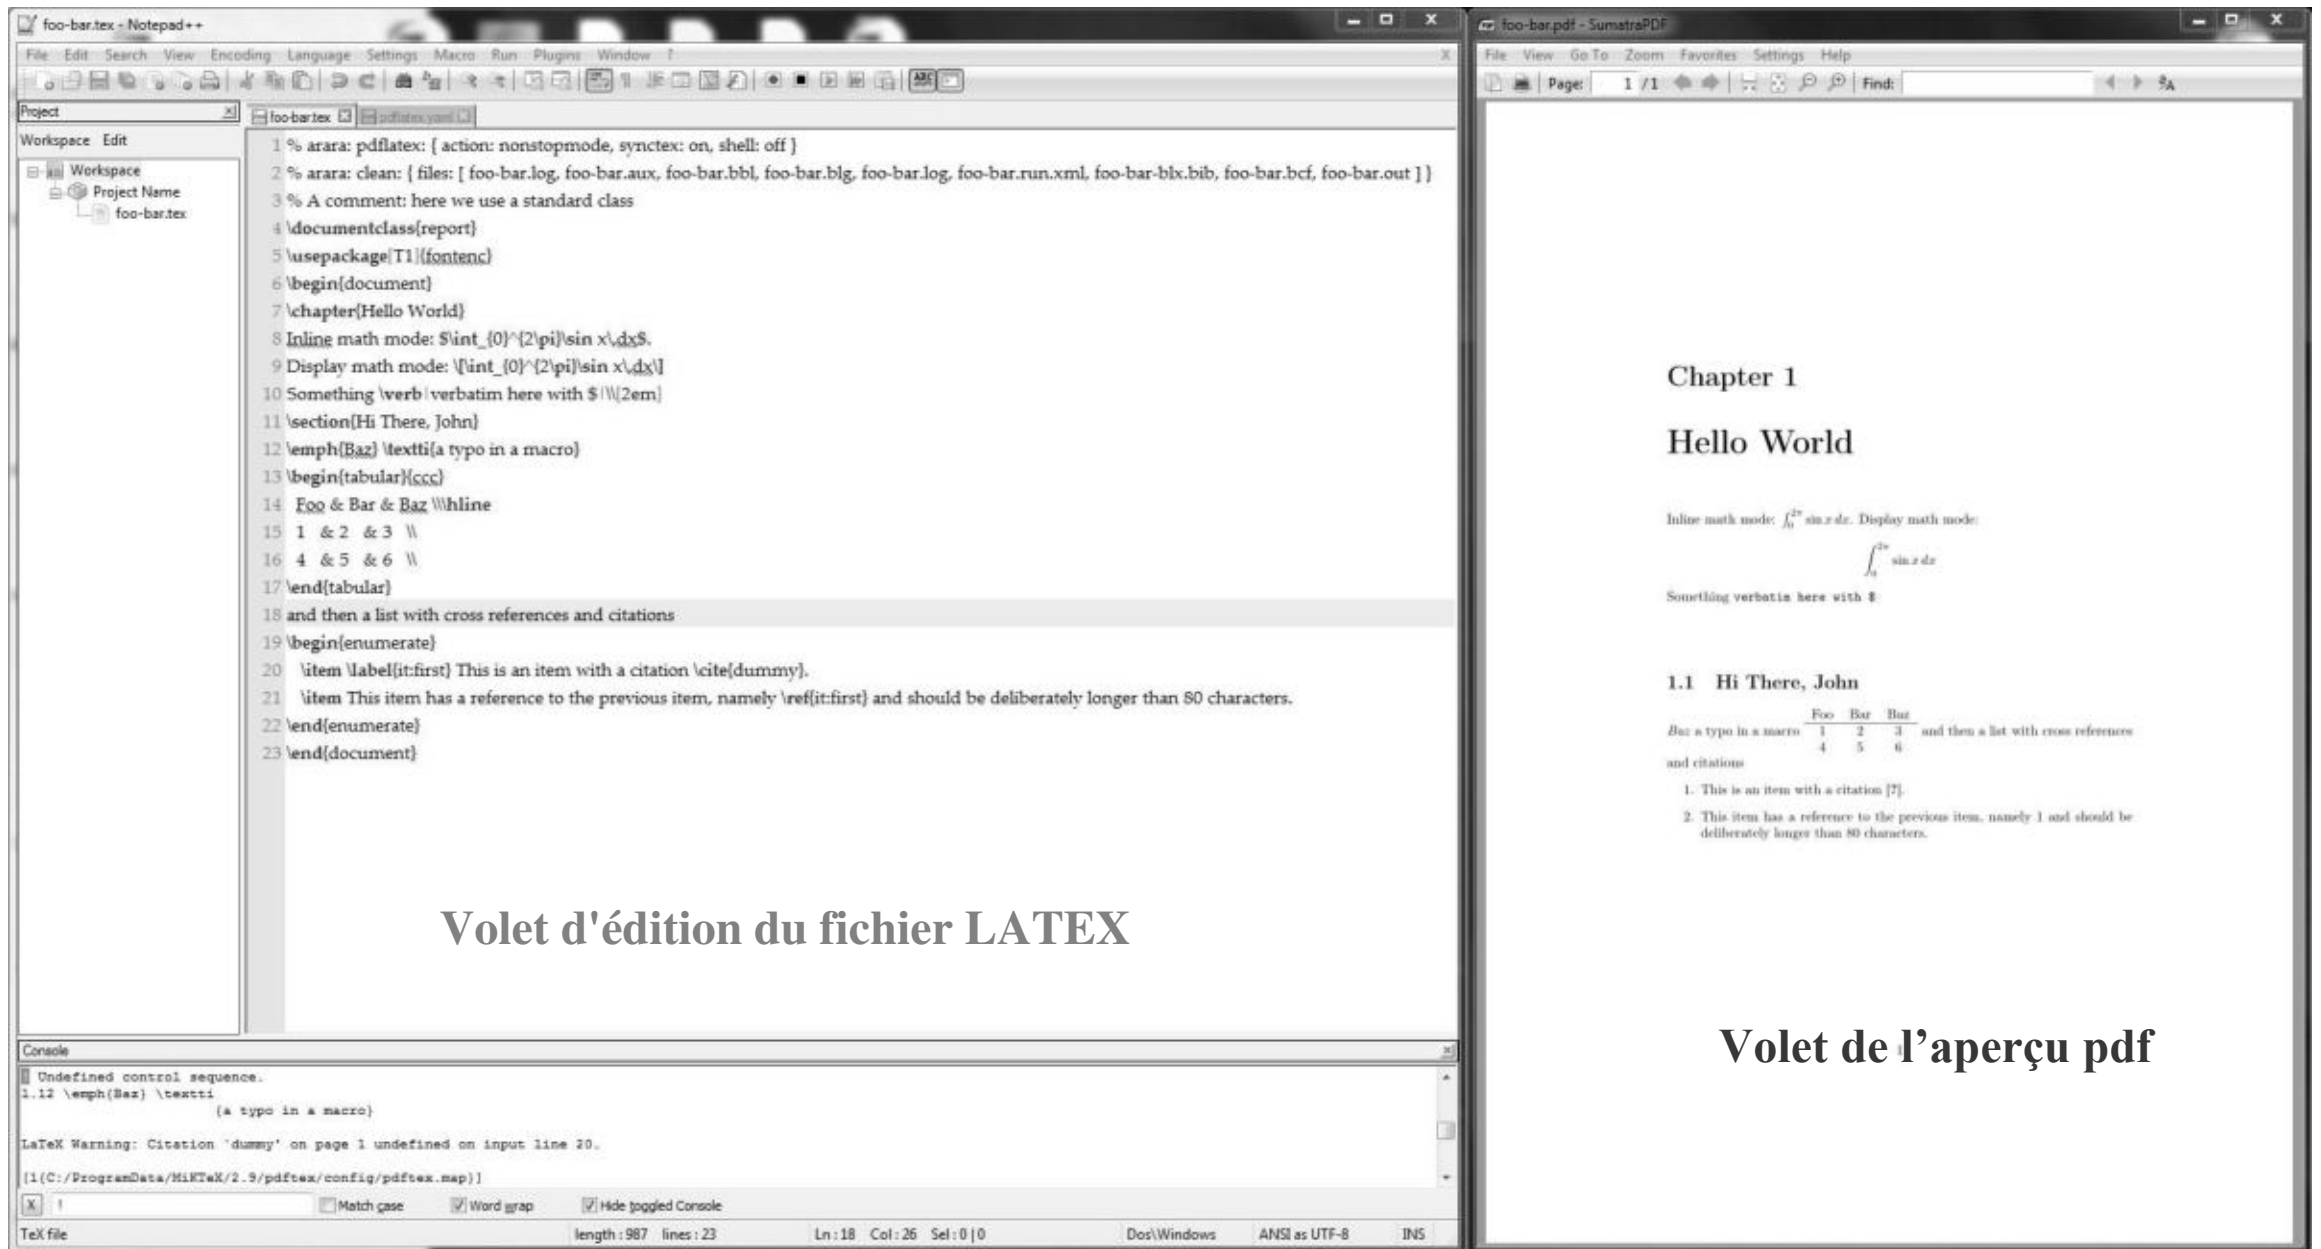 foo-bar.tex - Notepad++
File Edit Search View Encoding Language Settings Macro Run Plugins Window ? X
Project
Workspace Edit
Workspace
Project Name
foo-bar.tex
foo-bar.tex pdflatex.yaml
1 % arara: pdflatex: { action: nonstopmode, synctex: on, shell: off }
2 % arara: clean: { files: [ foo-bar.log, foo-bar.aux, foo-bar.bbl, foo-bar.blg, foo-bar.log, foo-bar.run.xml, foo-bar-blx.bib, foo-bar.bcf, foo-bar.out ] }
3 % A comment: here we use a standard class
4 \documentclass{report}
5 \usepackage[T1]{fontenc}
6 \begin{document}
7 \chapter{Hello World}
8 Inline math mode: $\int_{0}^{2\pi}\sin x\,dx$.
9 Display math mode: \[\int_{0}^{2\pi}\sin x\,dx\]
10 Something \verb|verbatim here with $|\\[2em]
11 \section{Hi There, John}
12 \emph{Baz} \textti{a typo in a macro}
13 \begin{tabular}{ccc}
14 Foo & Bar & Baz \\\hline
15 1 & 2 & 3 \\
16 4 & 5 & 6 \\
17 \end{tabular}
18 and then a list with cross references and citations
19 \begin{enumerate}
20 \item \label{it:first} This is an item with a citation \cite{dummy}.
21 \item This item has a reference to the previous item, namely \ref{it:first} and should be deliberately longer than 80 characters.
22 \end{enumerate}
23 \end{document}
Volet d'édition du fichier LATEX
Console
Undefined control sequence.
l.12 \emph{Baz} \textti
{a typo in a macro}
LaTeX Warning: Citation `dummy' on page 1 undefined on input line 20.
[1{C:/ProgramData/MiKTeX/2.9/pdftex/config/pdftex.map}]
X ! Match case Word wrap Hide toggled Console
TeX file length : 987 lines : 23 Ln : 18 Col : 26 Sel : 0 | 0 Dos\Windows ANSI as UTF-8 INS
foo-bar.pdf - SumatraPDF
File View Go To Zoom Favorites Settings Help
Page: 1 / 1 Find:
Chapter 1
Hello World
Inline math mode: ∫₀^{2π} sin x dx. Display math mode:
∫₀^{2π} sin x dx
Something verbatim here with $
1.1 Hi There, John
Foo Bar Baz
Baz a typo in a macro 1 2 3 and then a list with cross references
4 5 6
and citations
1. This is an item with a citation [?].
2. This item has a reference to the previous item, namely 1 and should be
deliberately longer than 80 characters.
Volet de l’aperçu pdf